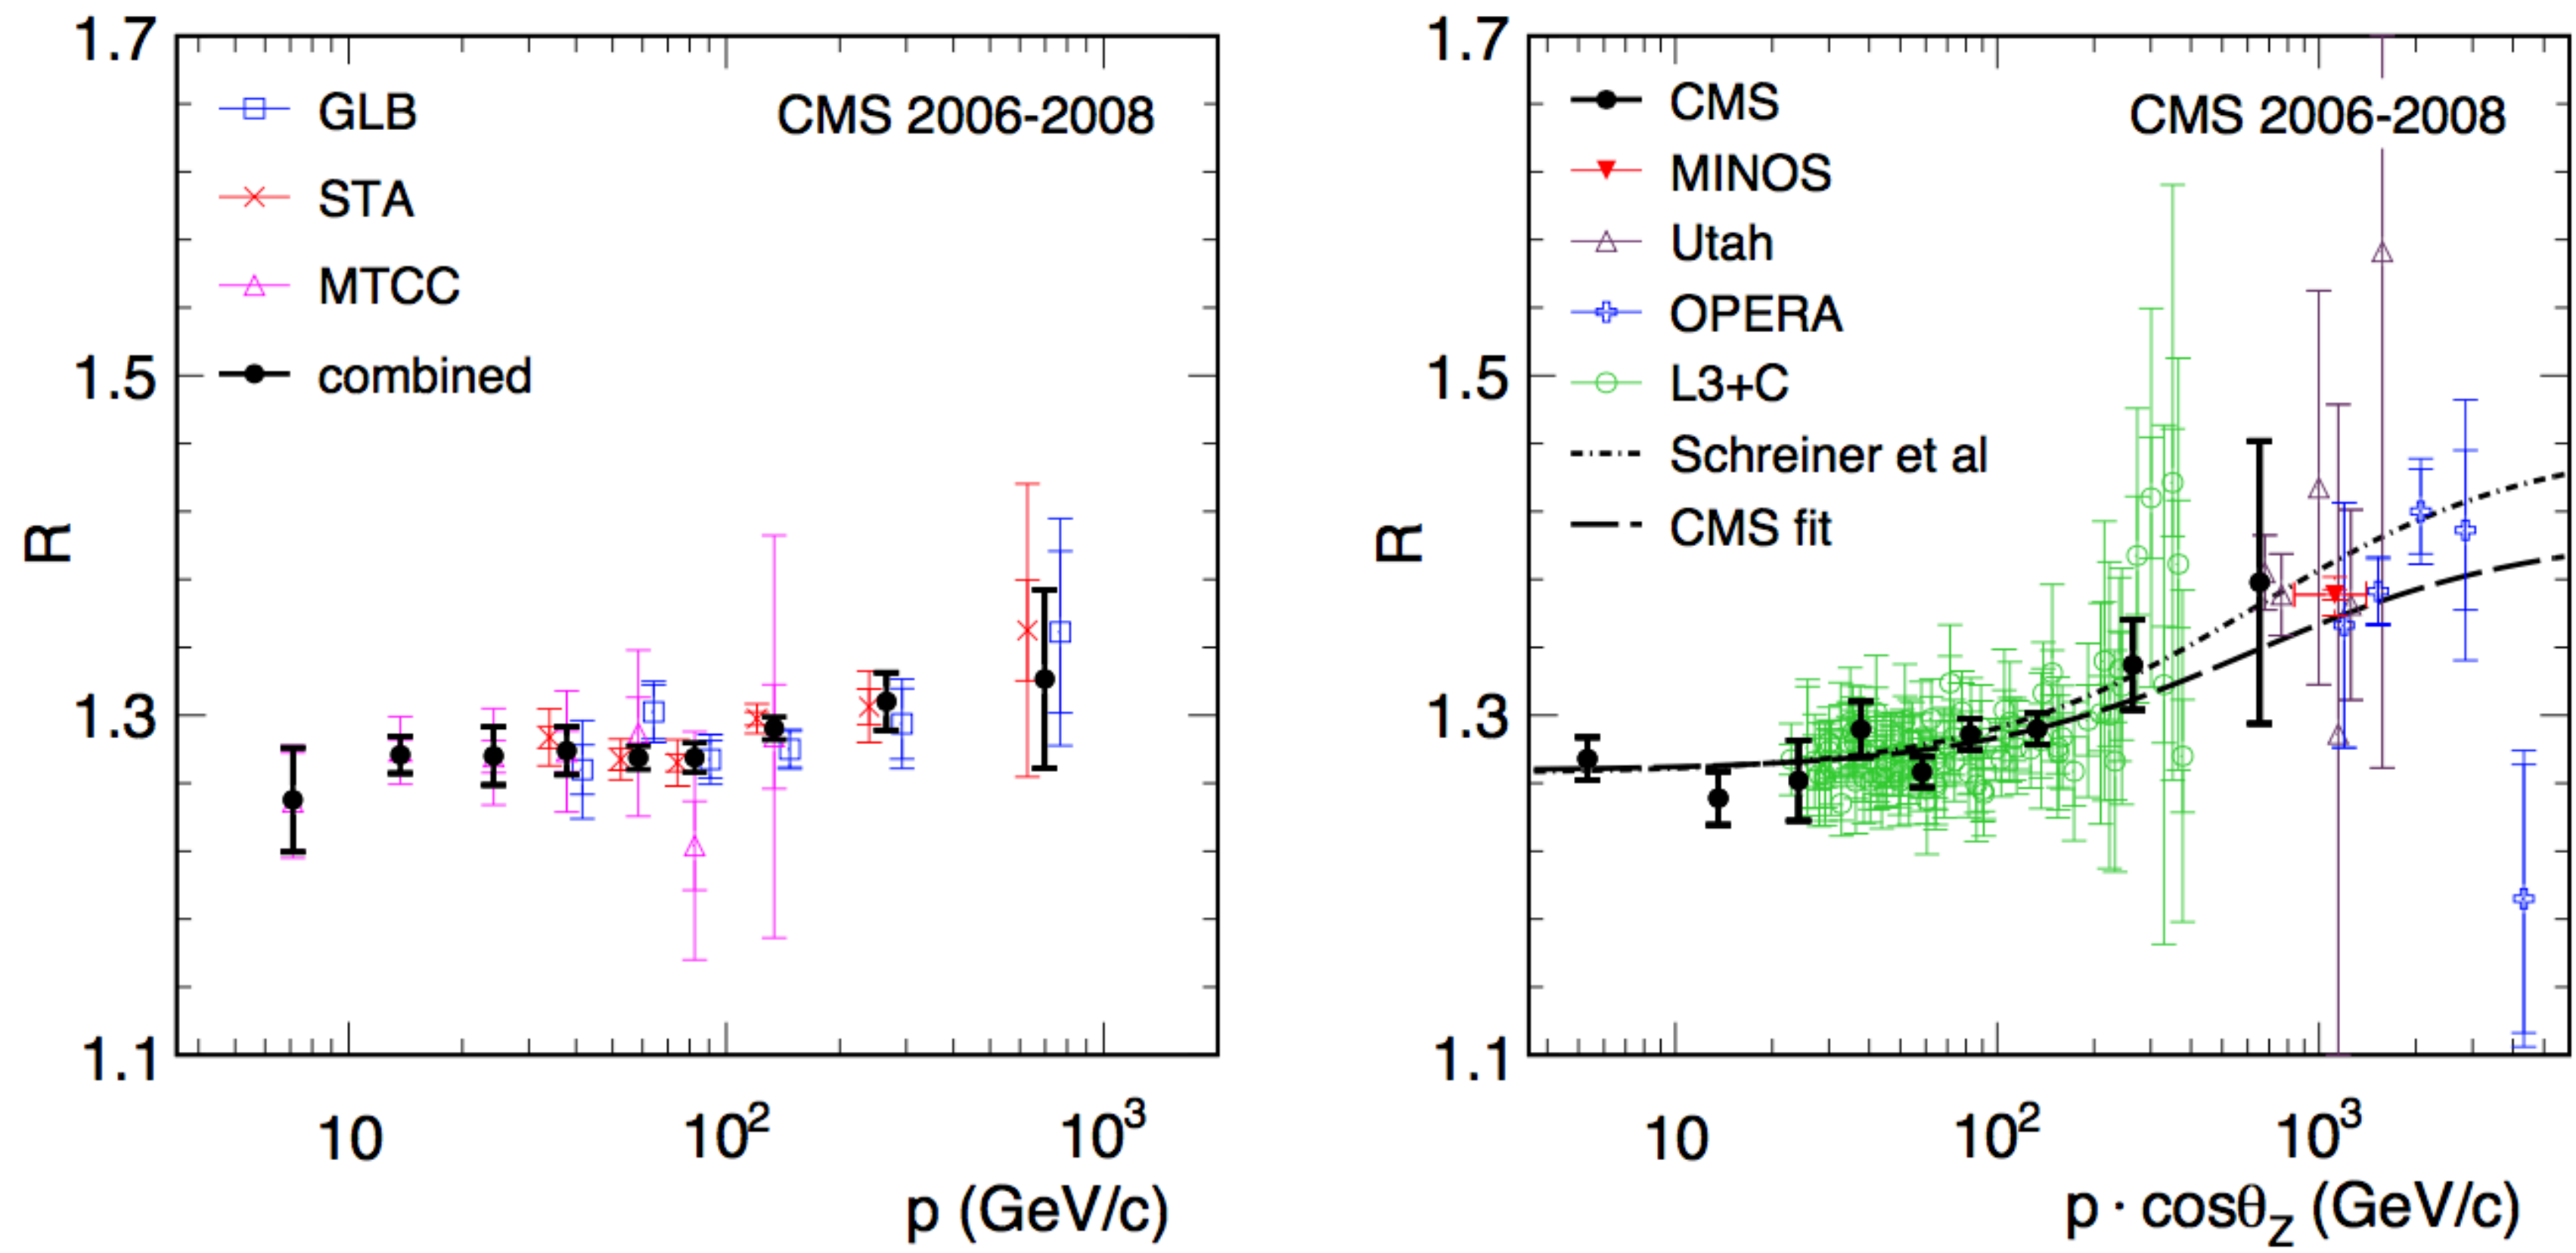 1.7
1.5
1.3
1.1
R
GLB
STA
MTCC
combined
CMS 2006-2008
10
10²
10³
p (GeV/c)
1.7
1.5
1.3
1.1
R
CMS
MINOS
Utah
OPERA
L3+C
Schreiner et al
CMS fit
CMS 2006-2008
10
10²
10³
p · cosθz (GeV/c)